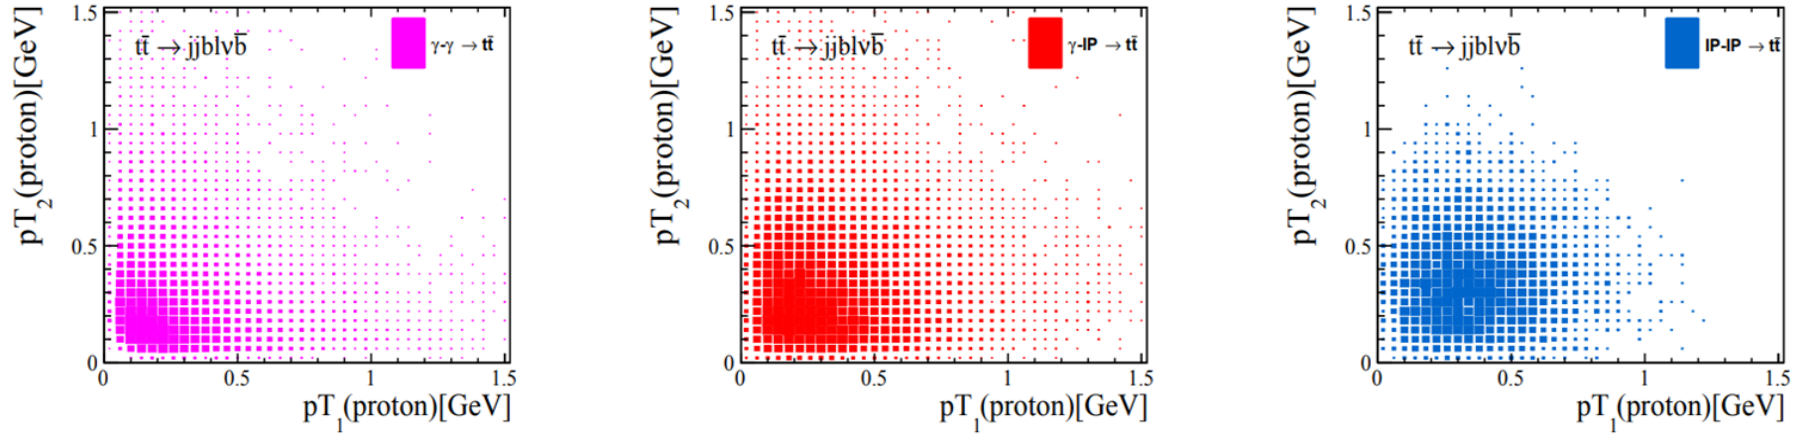 pT₂(proton)[GeV]
1.5
1
0.5
0
tt̄ → jjblνb̄
γ-γ → tt̄
0 0.5 1 1.5
pT₁(proton)[GeV]
pT₂(proton)[GeV]
1.5
1
0.5
0
tt̄ → jjblνb̄
γ-IP → tt̄
0 0.5 1 1.5
pT₁(proton)[GeV]
pT₂(proton)[GeV]
1.5
1
0.5
0
tt̄ → jjblνb̄
IP-IP → tt̄
0 0.5 1 1.5
pT₁(proton)[GeV]